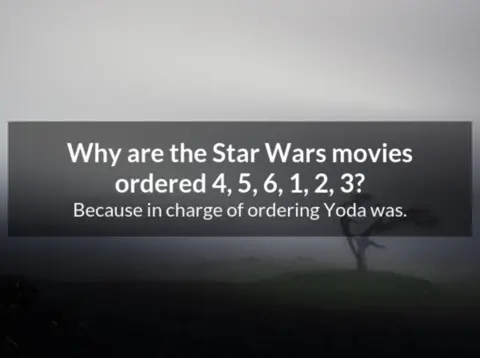 Why are the Star Wars movies
ordered 4, 5, 6, 1, 2, 3?
Because in charge of ordering Yoda was.